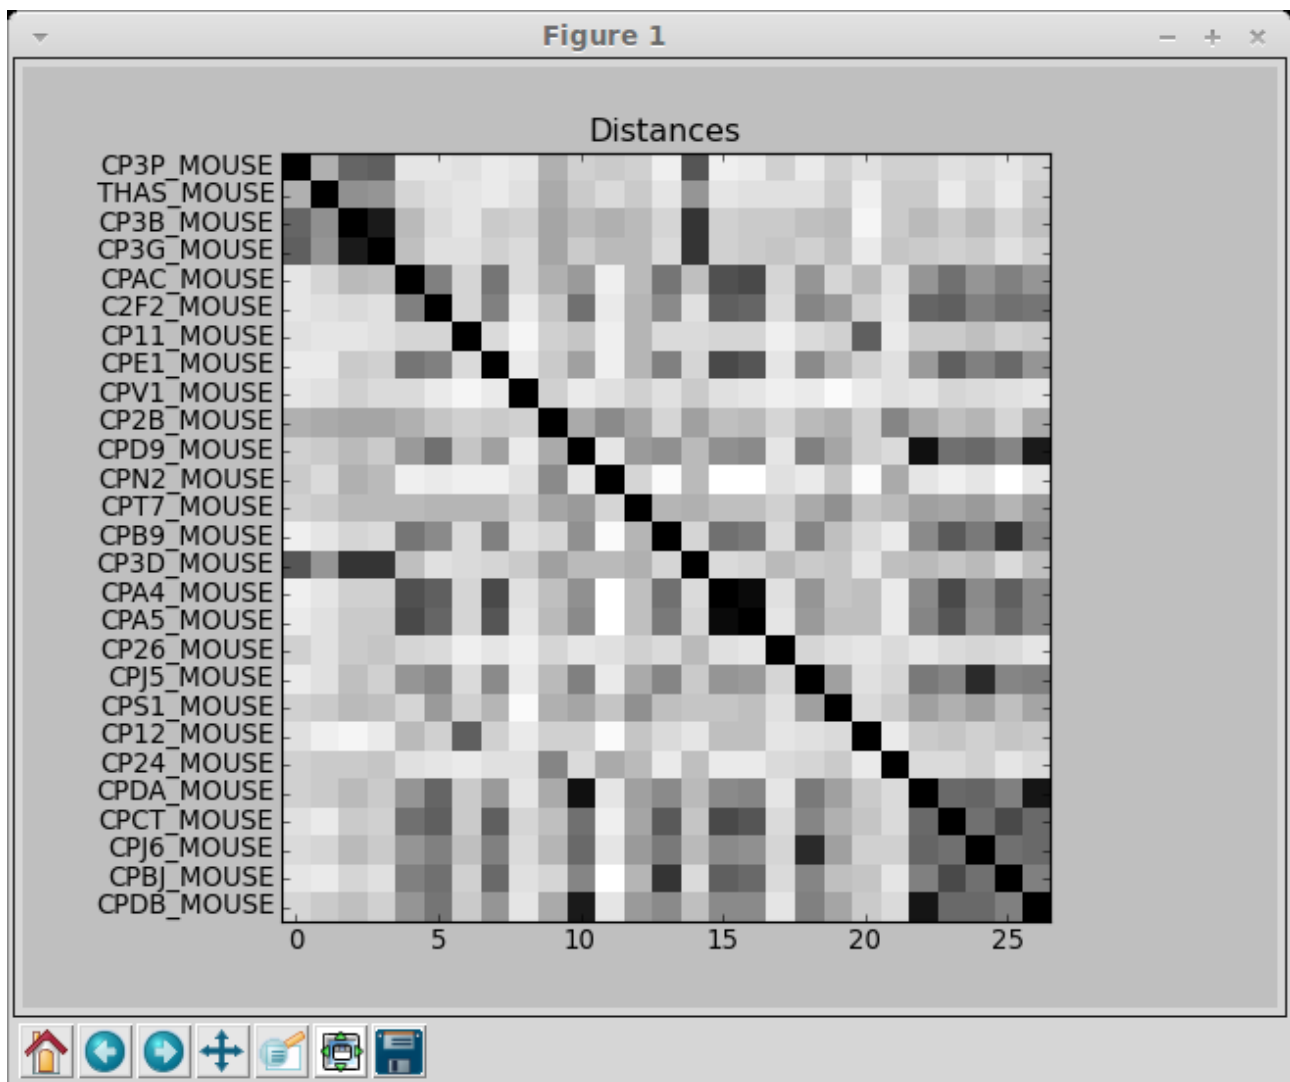 Figure 1
Distances
CP3P_MOUSE
THAS_MOUSE
CP3B_MOUSE
CP3G_MOUSE
CPAC_MOUSE
C2F2_MOUSE
CP11_MOUSE
CPE1_MOUSE
CPV1_MOUSE
CP2B_MOUSE
CPD9_MOUSE
CPN2_MOUSE
CPT7_MOUSE
CPB9_MOUSE
CP3D_MOUSE
CPA4_MOUSE
CPA5_MOUSE
CP26_MOUSE
CPJ5_MOUSE
CPS1_MOUSE
CP12_MOUSE
CP24_MOUSE
CPDA_MOUSE
CPCT_MOUSE
CPJ6_MOUSE
CPBJ_MOUSE
CPDB_MOUSE
0 5 10 15 20 25